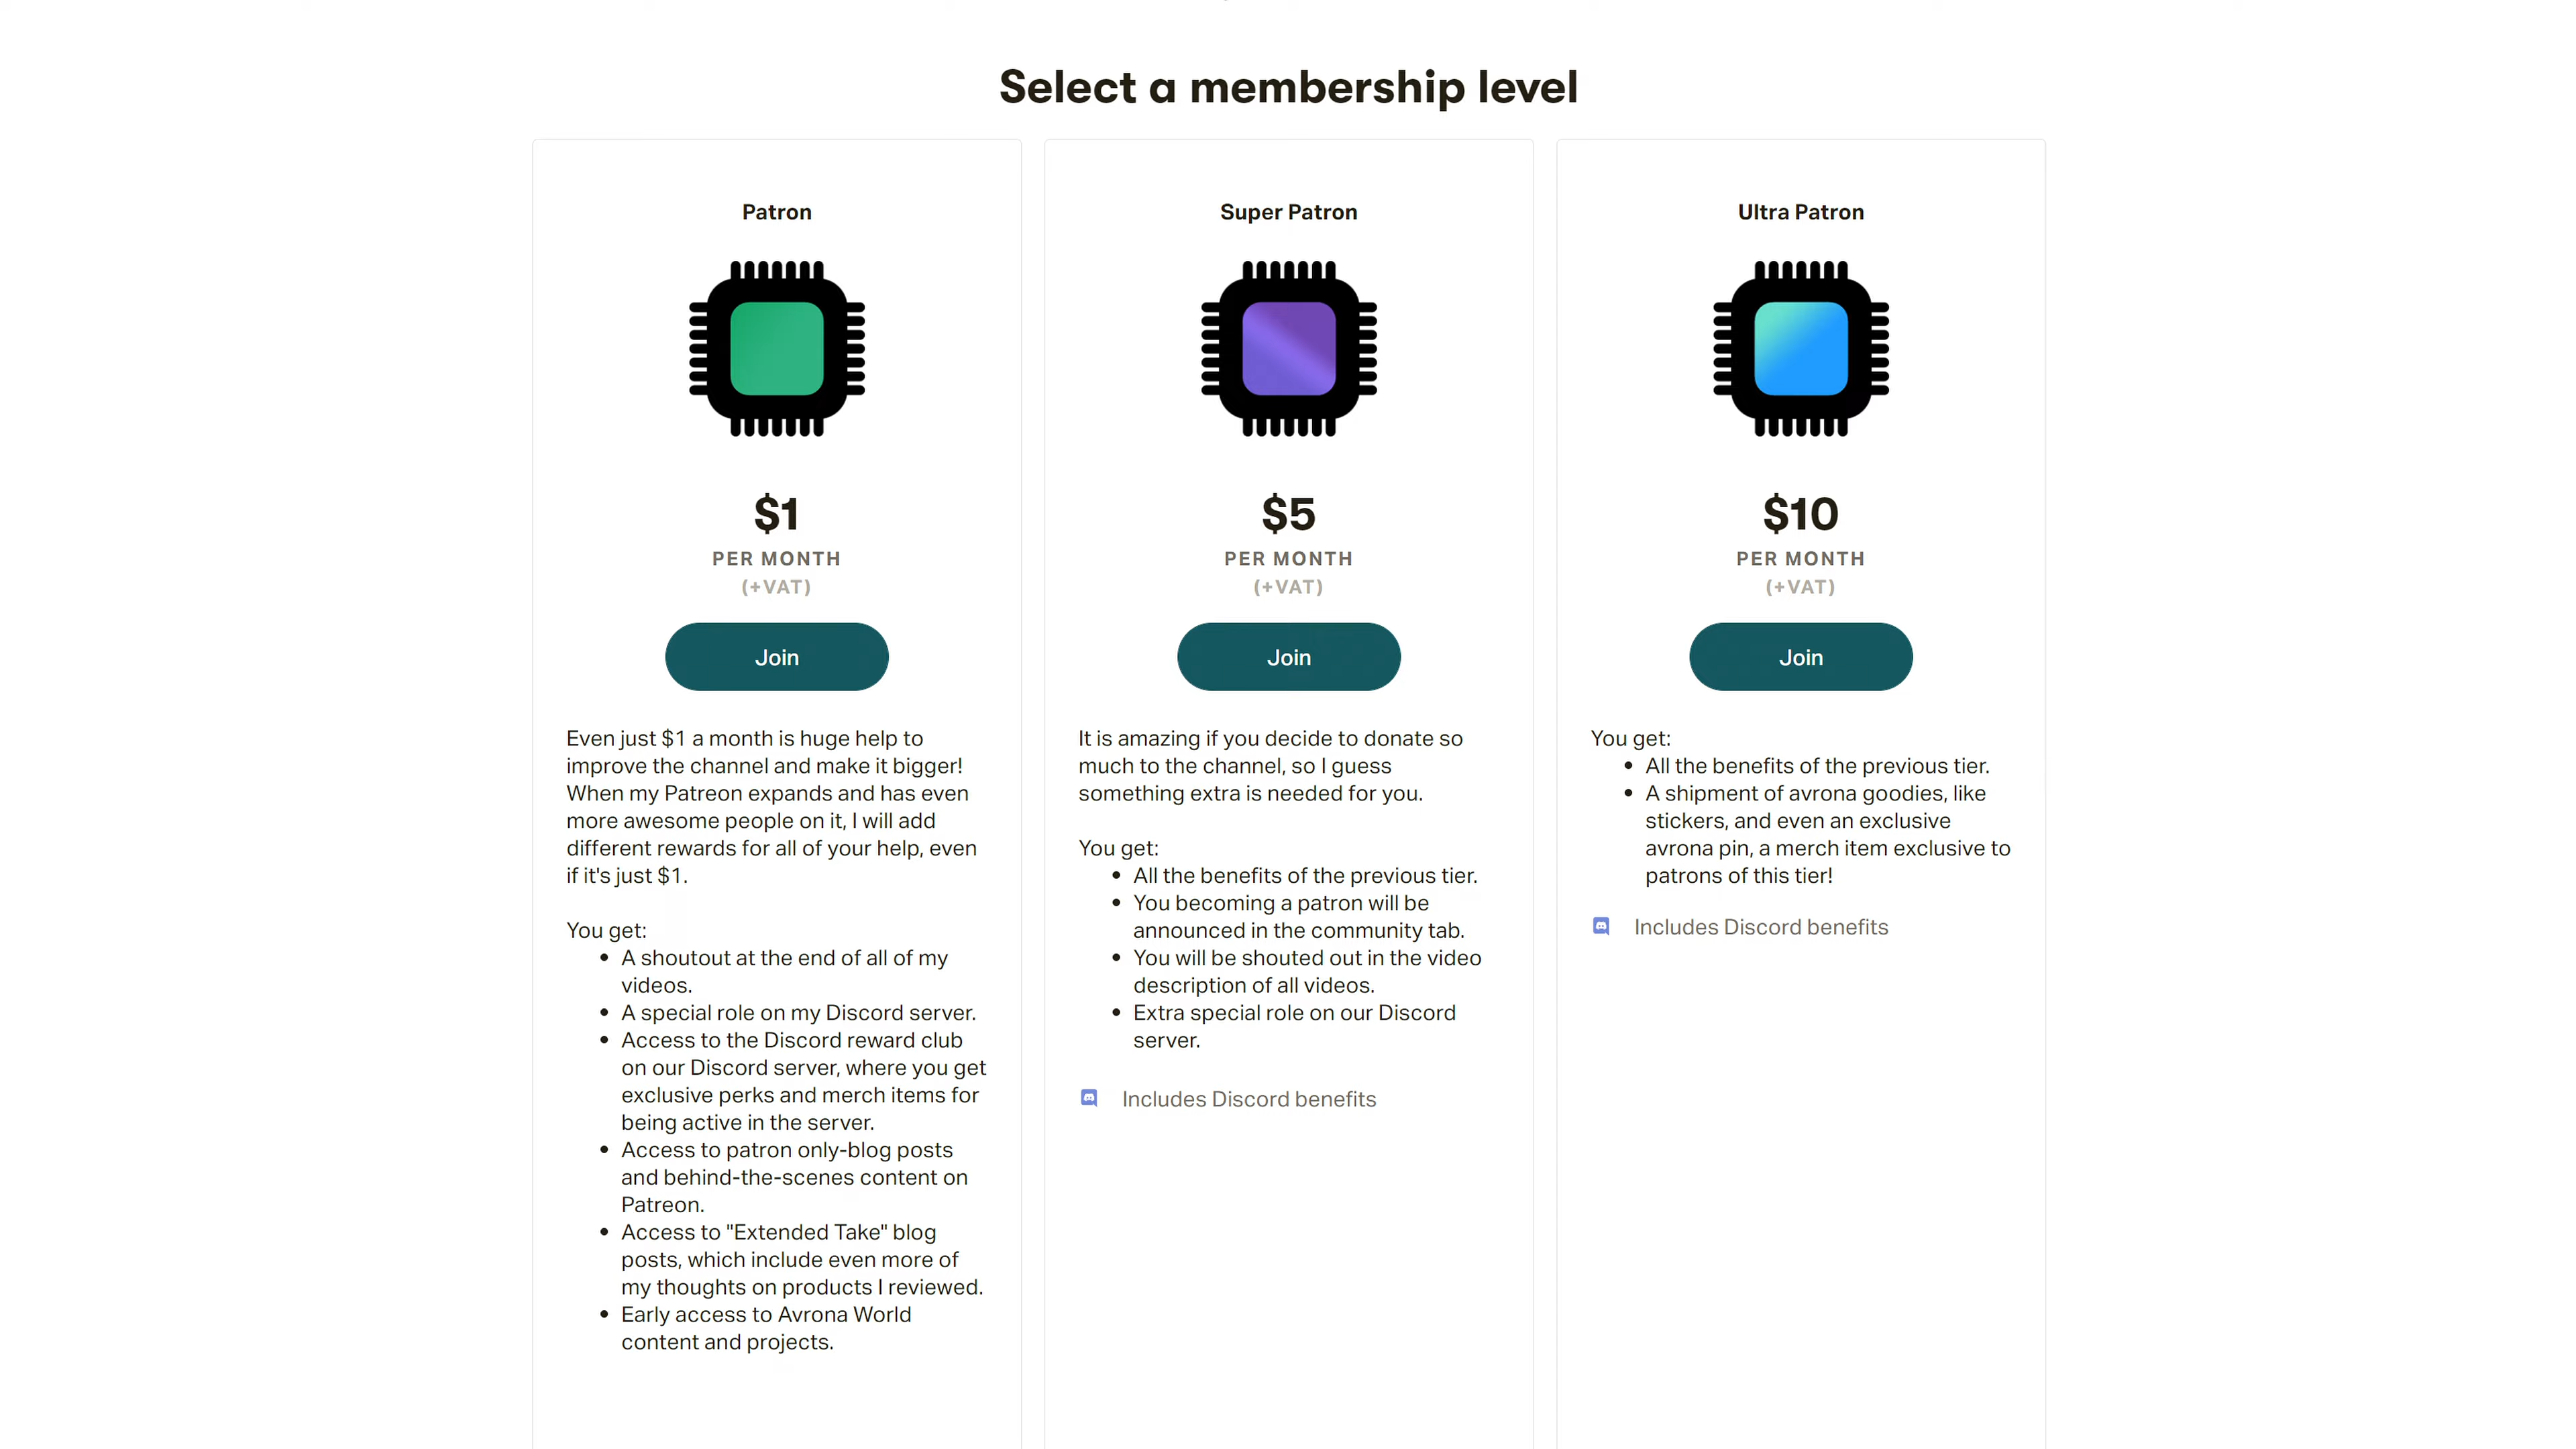 Select a membership level
Patron
$1
PER MONTH
(+VAT)
Join
Even just $1 a month is huge help to
improve the channel and make it bigger!
When my Patreon expands and has even
more awesome people on it, I will add
different rewards for all of your help, even
if it's just $1.
You get:
A shoutout at the end of all of my
videos.
A special role on my Discord server.
Access to the Discord reward club
on our Discord server, where you get
exclusive perks and merch items for
being active in the server.
Access to patron only-blog posts
and behind-the-scenes content on
Patreon.
Access to "Extended Take" blog
posts, which include even more of
my thoughts on products I reviewed.
Early access to Avrona World
content and projects.
Super Patron
$5
PER MONTH
(+VAT)
Join
It is amazing if you decide to donate so
much to the channel, so I guess
something extra is needed for you.
You get:
All the benefits of the previous tier.
You becoming a patron will be
announced in the community tab.
You will be shouted out in the video
description of all videos.
Extra special role on our Discord
server.
Includes Discord benefits
Ultra Patron
$10
PER MONTH
(+VAT)
Join
You get:
All the benefits of the previous tier.
A shipment of avrona goodies, like
stickers, and even an exclusive
avrona pin, a merch item exclusive to
patrons of this tier!
Includes Discord benefits